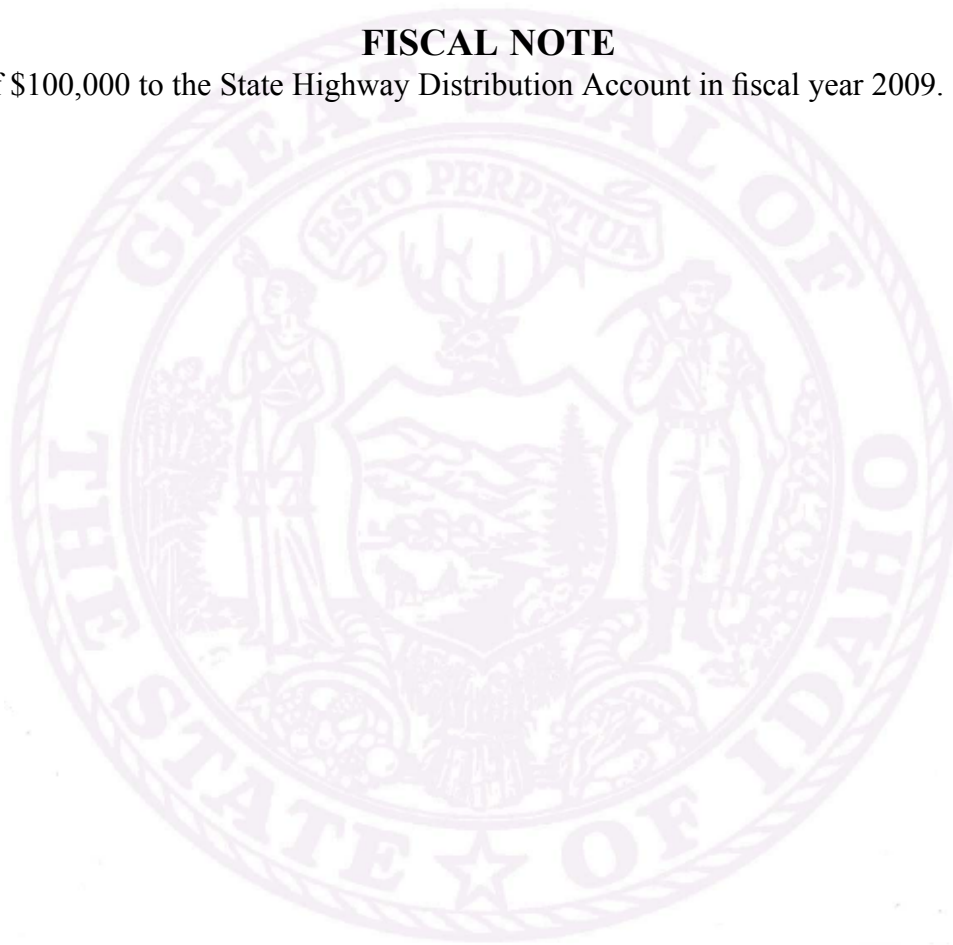 FISCAL NOTE
$100,000 to the State Highway Distribution Account in fiscal year 2009.
ESTO PERPETUA
GREAT SEAL OF
THE STATE OF IDAHO